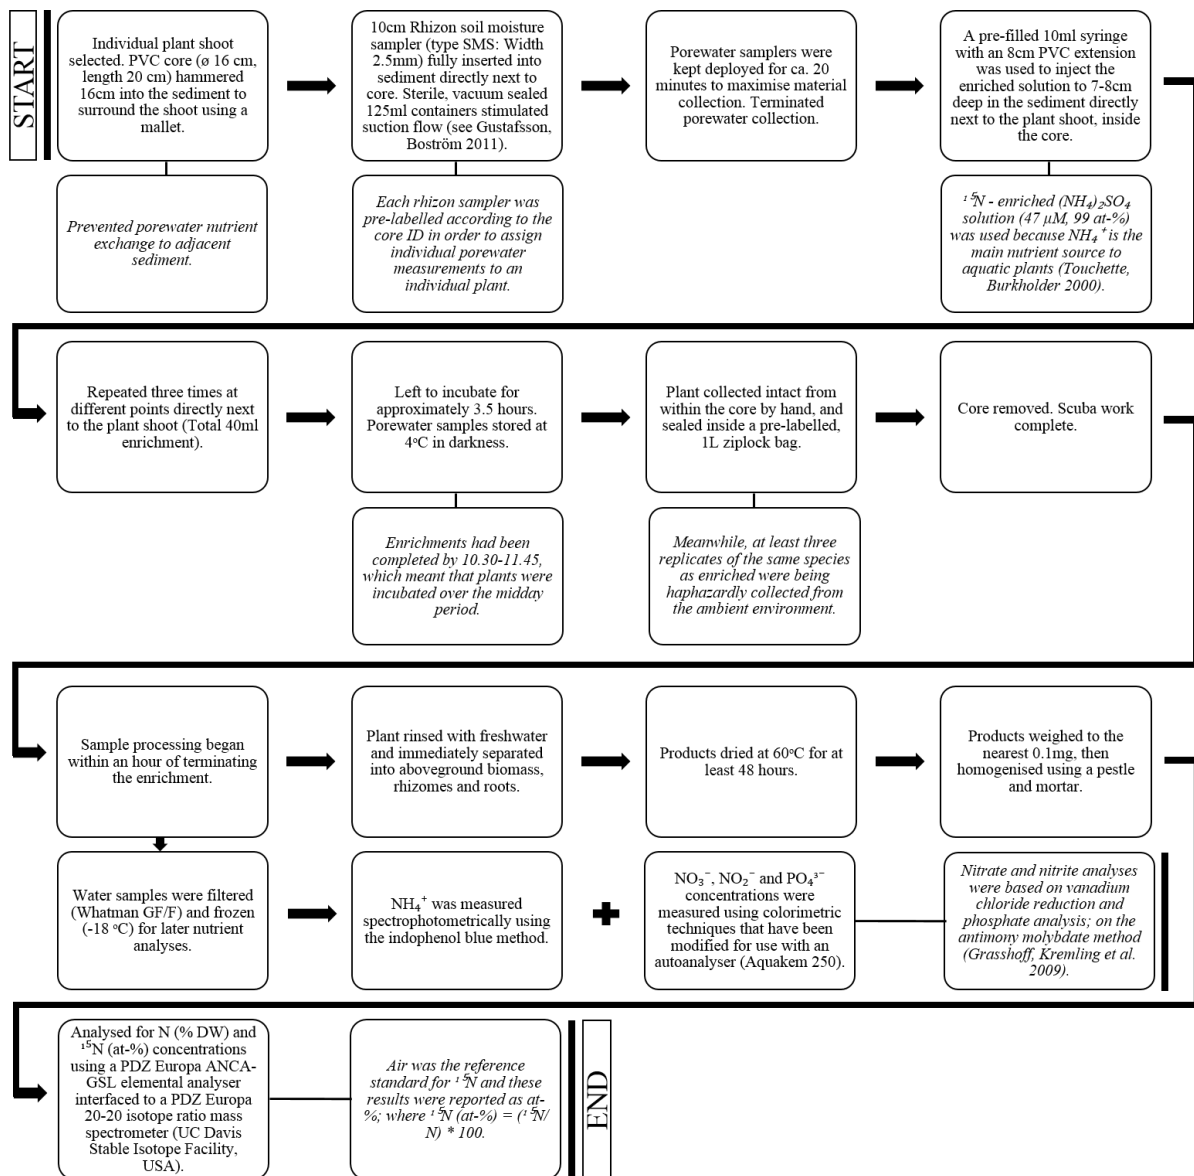 START
Individual plant shoot
selected. PVC core (ø 16 cm,
length 20 cm) hammered
16cm into the sediment to
surround the shoot using a
mallet.
10cm Rhizon soil moisture
sampler (type SMS: Width
2.5mm) fully inserted into
sediment directly next to
core. Sterile, vacuum sealed
125ml containers stimulated
suction flow (see Gustafsson,
Boström 2011).
Porewater samplers were
kept deployed for ca. 20
minutes to maximise material
collection. Terminated
porewater collection.
A pre-filled 10ml syringe
with an 8cm PVC extension
was used to inject the
enriched solution to 7-8cm
deep in the sediment directly
next to the plant shoot, inside
the core.
Prevented porewater nutrient
exchange to adjacent
sediment.
Each rhizon sampler was
pre-labelled according to the
core ID in order to assign
individual porewater
measurements to an
individual plant.
¹⁵N - enriched (NH₄)₂SO₄
solution (47 µM, 99 at-%)
was used because NH₄⁺ is the
main nutrient source to
aquatic plants (Touchette,
Burkholder 2000).
Repeated three times at
different points directly next
to the plant shoot (Total 40ml
enrichment).
Left to incubate for
approximately 3.5 hours.
Porewater samples stored at
4°C in darkness.
Plant collected intact from
within the core by hand, and
sealed inside a pre-labelled,
1L ziplock bag.
Core removed. Scuba work
complete.
Enrichments had been
completed by 10.30-11.45,
which meant that plants were
incubated over the midday
period.
Meanwhile, at least three
replicates of the same species
as enriched were being
haphazardly collected from
the ambient environment.
Sample processing began
within an hour of terminating
the enrichment.
Plant rinsed with freshwater
and immediately separated
into aboveground biomass,
rhizomes and roots.
Products dried at 60°C for at
least 48 hours.
Products weighed to the
nearest 0.1mg, then
homogenised using a pestle
and mortar.
Water samples were filtered
(Whatman GF/F) and frozen
(-18 °C) for later nutrient
analyses.
NH₄⁺ was measured
spectrophotometrically using
the indophenol blue method.
NO₃⁻, NO₂⁻ and PO₄³⁻
concentrations were
measured using colorimetric
techniques that have been
modified for use with an
autoanalyser (Aquakem 250).
Nitrate and nitrite analyses
were based on vanadium
chloride reduction and
phosphate analysis; on the
antimony molybdate method
(Grasshoff, Kremling et al.
2009).
Analysed for N (% DW) and
¹⁵N (at-%) concentrations
using a PDZ Europa ANCA-
GSL elemental analyser
interfaced to a PDZ Europa
20-20 isotope ratio mass
spectrometer (UC Davis
Stable Isotope Facility,
USA).
Air was the reference
standard for ¹⁵N and these
results were reported as at-
%; where ¹⁵N (at-%) = (¹⁵N/
N) * 100.
END